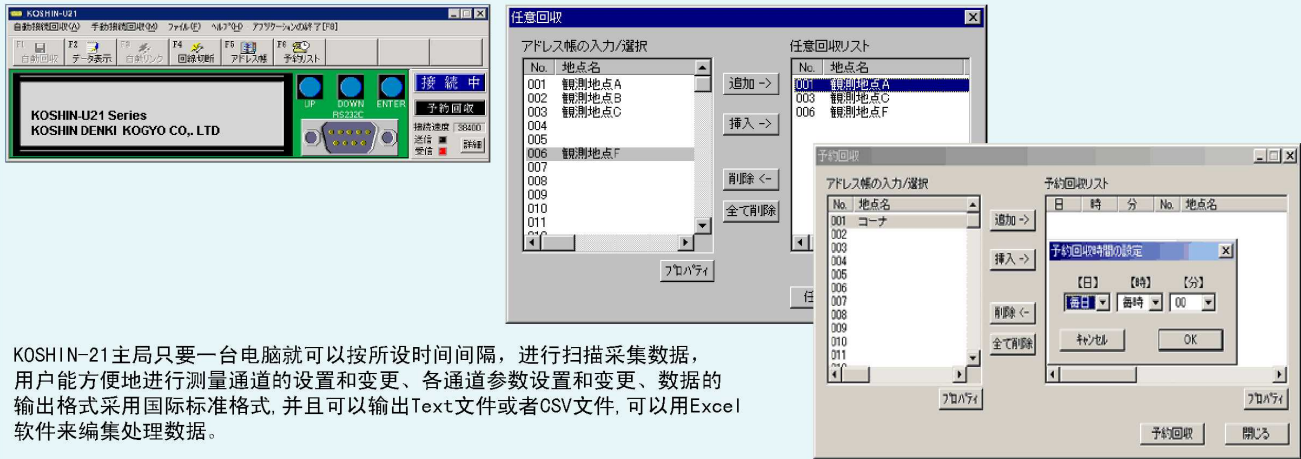 KOSHIN-U21
自動接続回収(A) 手動接続回収(M) ファイル(F) ヘルプ(H) アプリケーションの終了[F8]
F1 F2 F3 F4 F5 F6
自動回収 データ表示 自動リンク 回線切断 アドレス帳 予約リスト
接続中
UP DOWN ENTER
RS232C
予約回収
KOSHIN-U21 Series
KOSHIN DENKI KOGYO CO,. LTD
接続速度 38400
送信
受信
詳細
任意回収
アドレス帳の入力/選択
No. 地点名
001 観測地点A
002 観測地点B
003 観測地点C
004
005
006 観測地点F
007
008
009
010
011
追加 ->
挿入 ->
削除 <-
全て削除
プロパティ
任意回収リスト
No. 地点名
001 観測地点A
003 観測地点C
006 観測地点F
任
予約回収
アドレス帳の入力/選択
No. 地点名
001 コーナ
002
003
004
005
006
007
008
009
010
011
追加 ->
挿入 ->
削除 <-
全て削除
プロパティ
予約回収リスト
日 時 分 No. 地点名
予約回収時間の設定
【日】 【時】 【分】
毎日 毎時 00
キャンセル OK
プロパティ
予約回収 閉じる
KOSHIN-21主局只要一台电脑就可以按所设时间间隔，进行扫描采集数据，
用户能方便地进行测量通道的设置和变更、各通道参数设置和变更、数据的
输出格式采用国际标准格式,并且可以输出Text文件或者CSV文件,可以用Excel
软件来编集处理数据。